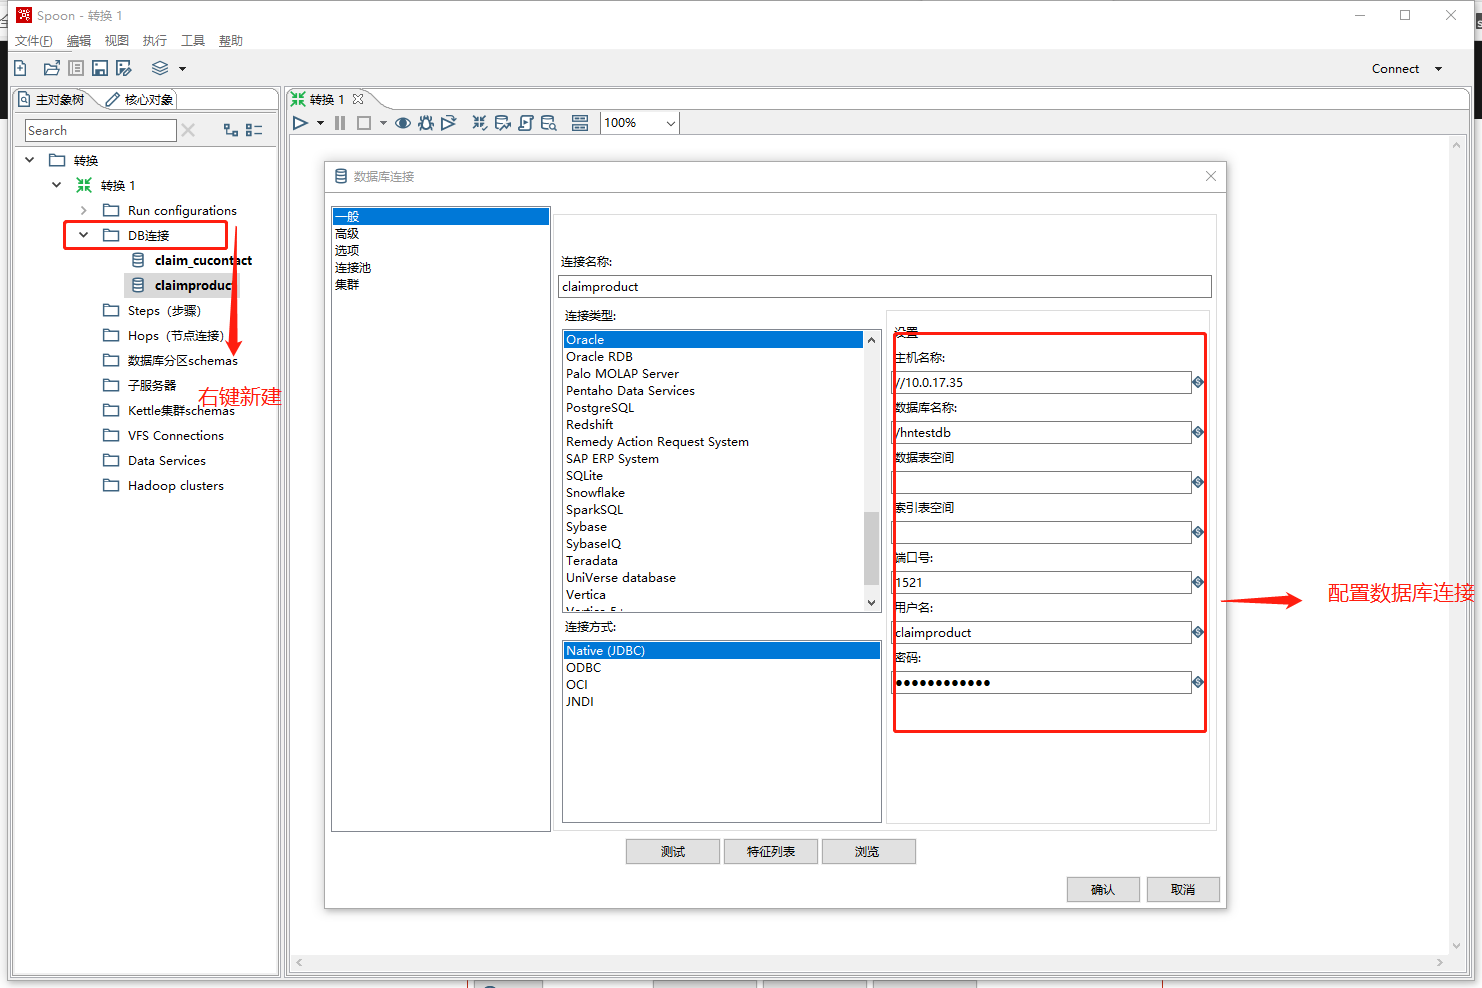 Spoon - 转换 1
文件(F) 编辑 视图 执行 工具 帮助
Connect
主对象树 核心对象
转换 1
Search
100%
转换
转换 1
Run configurations
DB连接
claim_cucontact
claimproduct
Steps（步骤）
Hops（节点连接）
数据库分区schemas
子服务器
右键新建
Kettle集群schemas
VFS Connections
Data Services
Hadoop clusters
数据库连接
一般
高级
选项
连接池
集群
连接名称:
claimproduct
连接类型:
Oracle
Oracle RDB
Palo MOLAP Server
Pentaho Data Services
PostgreSQL
Redshift
Remedy Action Request System
SAP ERP System
SQLite
Snowflake
SparkSQL
Sybase
SybaseIQ
Teradata
UniVerse database
Vertica
连接方式:
Native (JDBC)
ODBC
OCI
JNDI
设置
主机名称:
//10.0.17.35
数据库名称:
/hntestdb
数据表空间
索引表空间
端口号:
1521
用户名:
claimproduct
密码:
●●●●●●●●●●●●
配置数据库连接
测试 特征列表 浏览
确认 取消